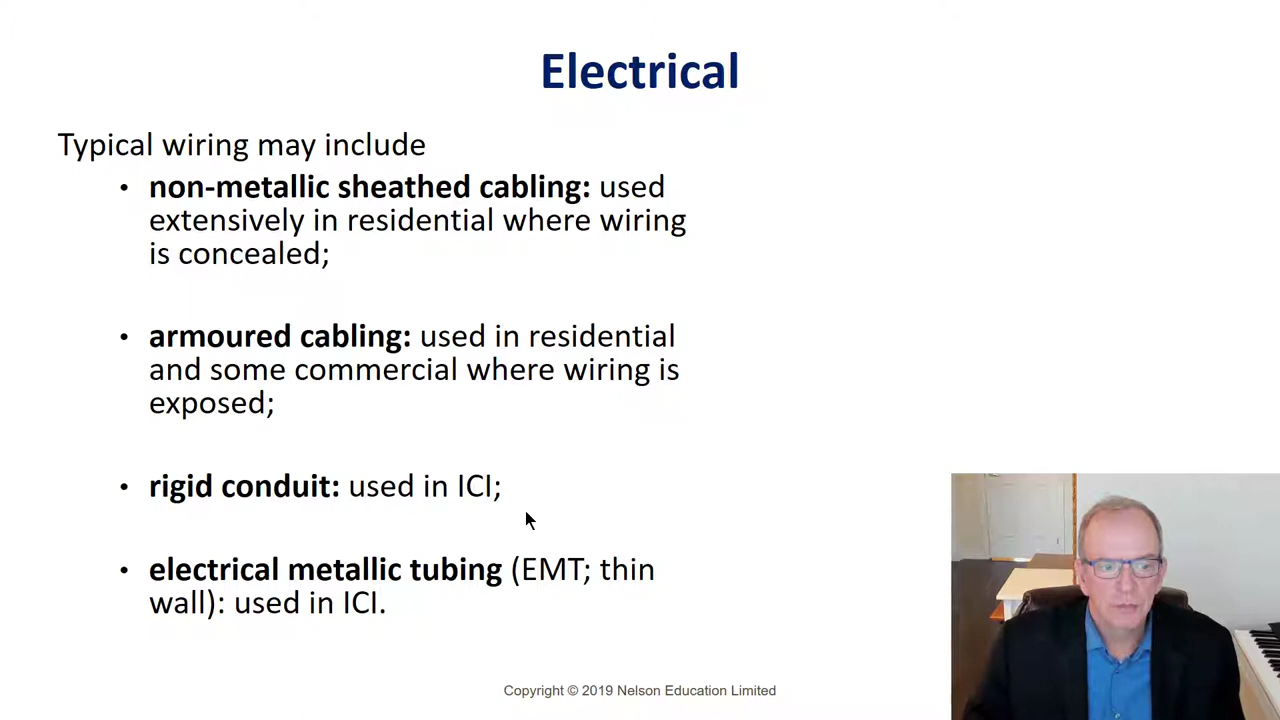 Electrical
Typical wiring may include
• non-metallic sheathed cabling: used
extensively in residential where wiring
is concealed;
• armoured cabling: used in residential
and some commercial where wiring is
exposed;
• rigid conduit: used in ICI;
• electrical metallic tubing (EMT; thin
wall): used in ICI.
Copyright © 2019 Nelson Education Limited